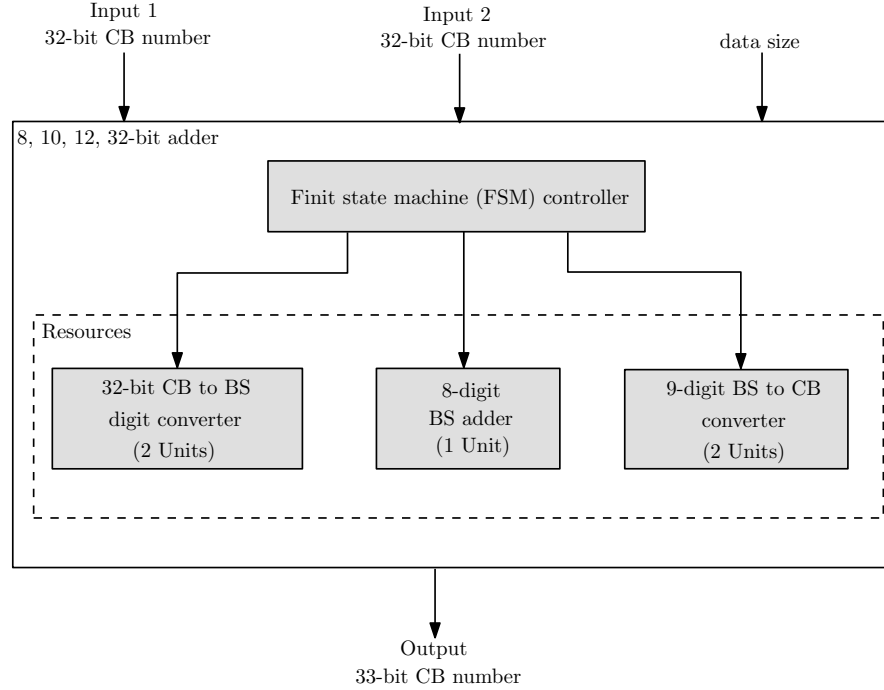 Input 1
32-bit CB number
Input 2
32-bit CB number
data size
8, 10, 12, 32-bit adder
Finit state machine (FSM) controller
Resources
32-bit CB to BS
digit converter
(2 Units)
8-digit
BS adder
(1 Unit)
9-digit BS to CB
converter
(2 Units)
Output
33-bit CB number